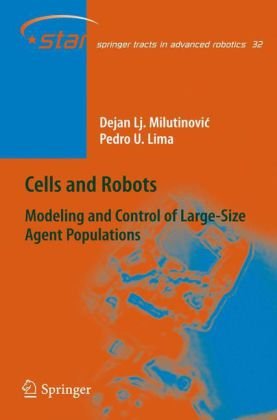 star
springer tracts in advanced robotics 32
Dejan Lj. Milutinović
Pedro U. Lima
Cells and Robots
Modeling and Control of Large-Size
Agent Populations
Springer